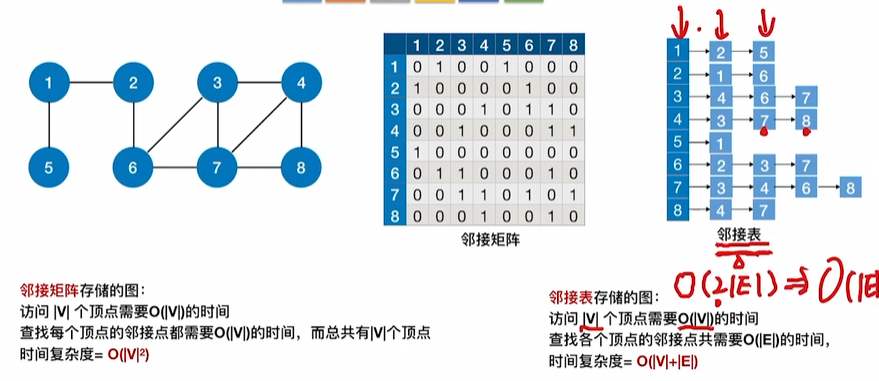 1 2 3 4
5 6 7 8
1 2 3 4 5 6 7 8
1 0 1 0 0 1 0 0 0
2 1 0 0 0 0 1 0 0
3 0 0 0 1 0 1 1 0
4 0 0 1 0 0 0 1 1
5 1 0 0 0 0 0 0 0
6 0 1 1 0 0 0 1 0
7 0 0 1 1 0 1 0 1
8 0 0 0 1 0 0 1 0
邻接矩阵
1 2 5
2 1 6
3 4 6 7
4 3 7 8
5 1
6 2 3 7
7 3 4 6 8
8 4 7
邻接表
O(2|E|) ⇒ O(|E
邻接矩阵存储的图：
访问 |V| 个顶点需要O(|V|)的时间
查找每个顶点的邻接点都需要O(|V|)的时间，而总共有|V|个顶点
时间复杂度= O(|V|²)
邻接表存储的图：
访问 |V| 个顶点需要O(|V|)的时间
查找各个顶点的邻接点共需要O(|E|)的时间，
时间复杂度= O(|V|+|E|)